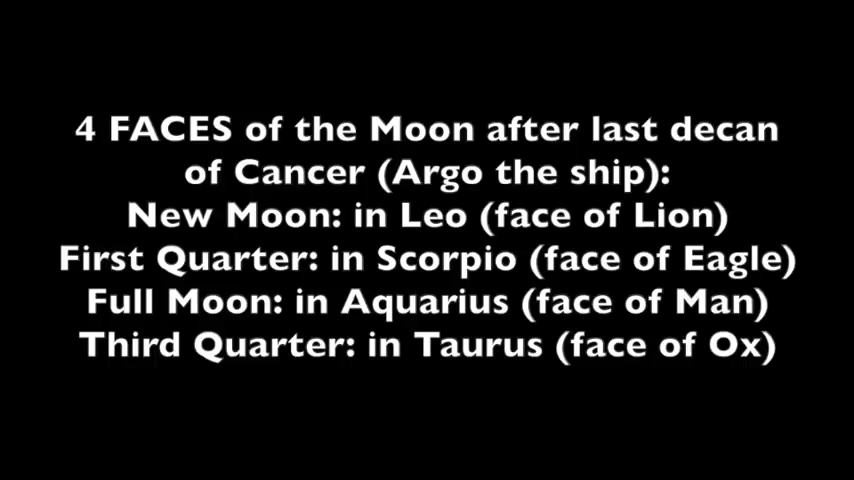 4 FACES of the Moon after last decan
of Cancer (Argo the ship):
New Moon: in Leo (face of Lion)
First Quarter: in Scorpio (face of Eagle)
Full Moon: in Aquarius (face of Man)
Third Quarter: in Taurus (face of Ox)